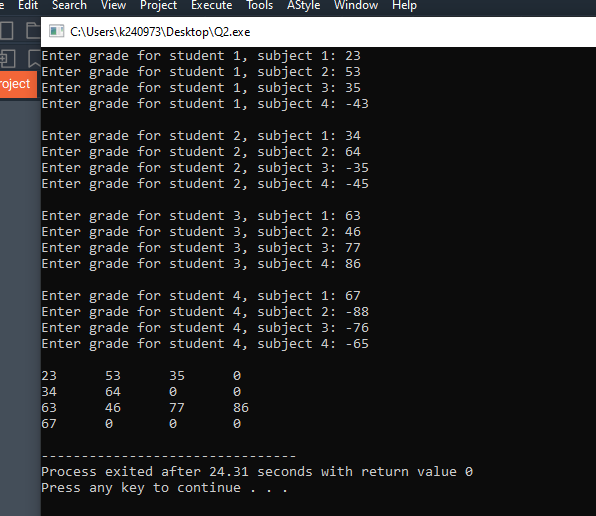 Edit Search View Project Execute Tools AStyle Window Help
C:\Users\k240973\Desktop\Q2.exe
roject
Enter grade for student 1, subject 1: 23
Enter grade for student 1, subject 2: 53
Enter grade for student 1, subject 3: 35
Enter grade for student 1, subject 4: -43
Enter grade for student 2, subject 1: 34
Enter grade for student 2, subject 2: 64
Enter grade for student 2, subject 3: -35
Enter grade for student 2, subject 4: -45
Enter grade for student 3, subject 1: 63
Enter grade for student 3, subject 2: 46
Enter grade for student 3, subject 3: 77
Enter grade for student 3, subject 4: 86
Enter grade for student 4, subject 1: 67
Enter grade for student 4, subject 2: -88
Enter grade for student 4, subject 3: -76
Enter grade for student 4, subject 4: -65
23 53 35 0
34 64 0 0
63 46 77 86
67 0 0 0
--------------------------------
Process exited after 24.31 seconds with return value 0
Press any key to continue . . .